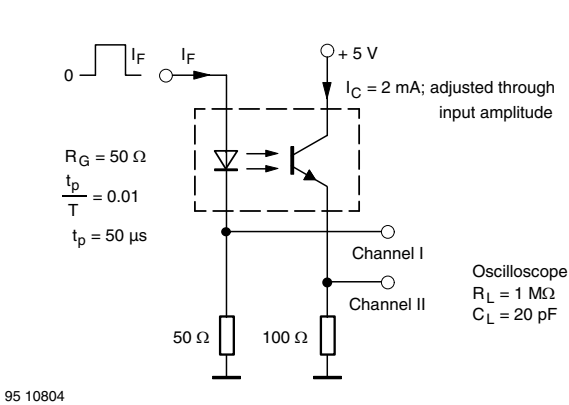 0
I_F
I_F
+ 5 V
I_C = 2 mA; adjusted through
input amplitude
R_G = 50 Ω
t_p
T
= 0.01
t_p = 50 µs
Channel I
Channel II
Oscilloscope
R_L = 1 MΩ
C_L = 20 pF
50 Ω
100 Ω
95 10804